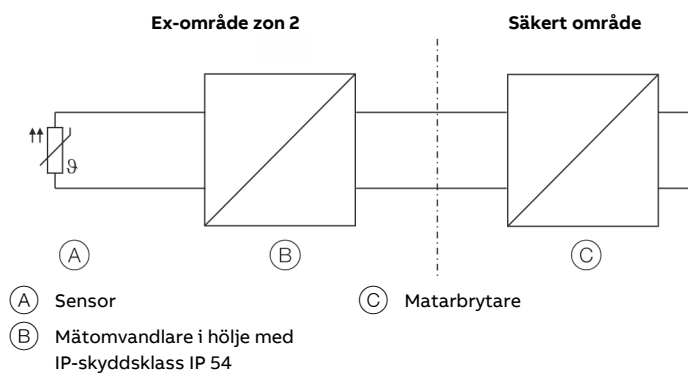 Ex-område zon 2
Säkert område
ϑ
A
B
C
A Sensor
C Matarbrytare
B Mätomvandlare i hölje med
IP-skyddsklass IP 54